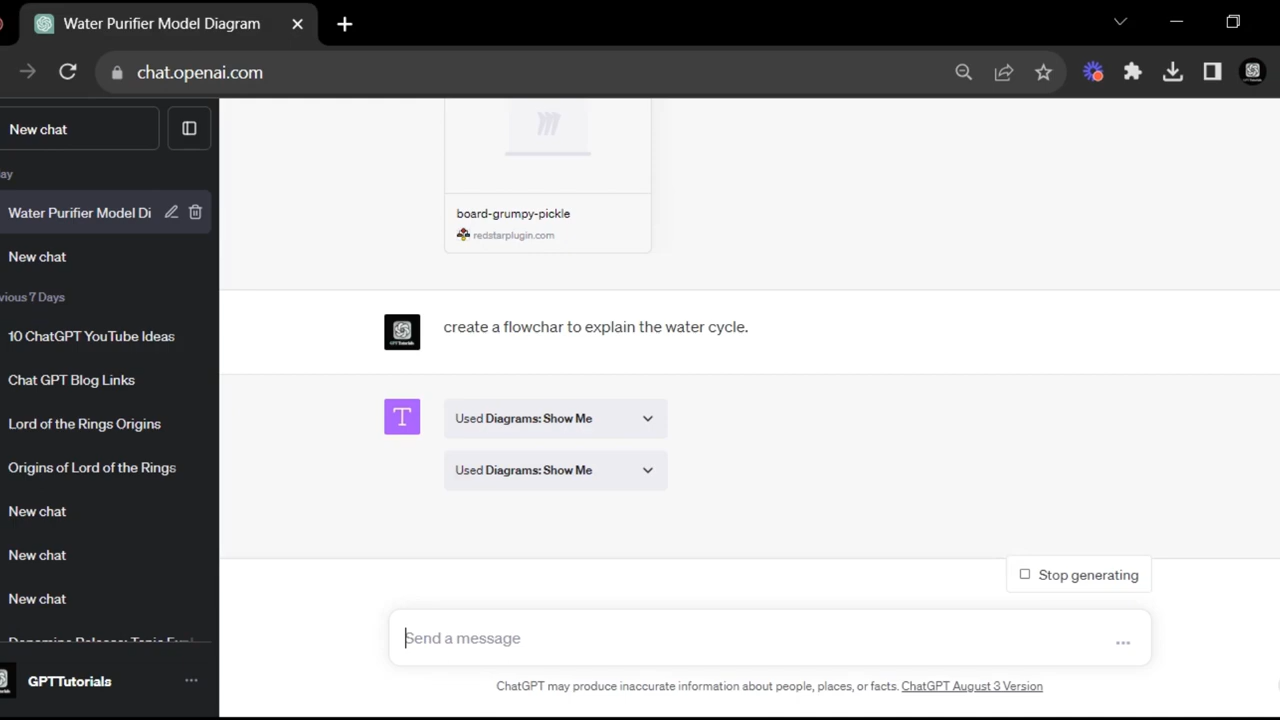 Water Purifier Model Diagram
chat.openai.com
New chat
ay
Water Purifier Model Di
New chat
vious 7 Days
10 ChatGPT YouTube Ideas
Chat GPT Blog Links
Lord of the Rings Origins
Origins of Lord of the Rings
New chat
New chat
New chat
GPTTutorials
board-grumpy-pickle
redstarplugin.com
create a flowchar to explain the water cycle.
T
Used Diagrams: Show Me
Used Diagrams: Show Me
Stop generating
Send a message
ChatGPT may produce inaccurate information about people, places, or facts. ChatGPT August 3 Version